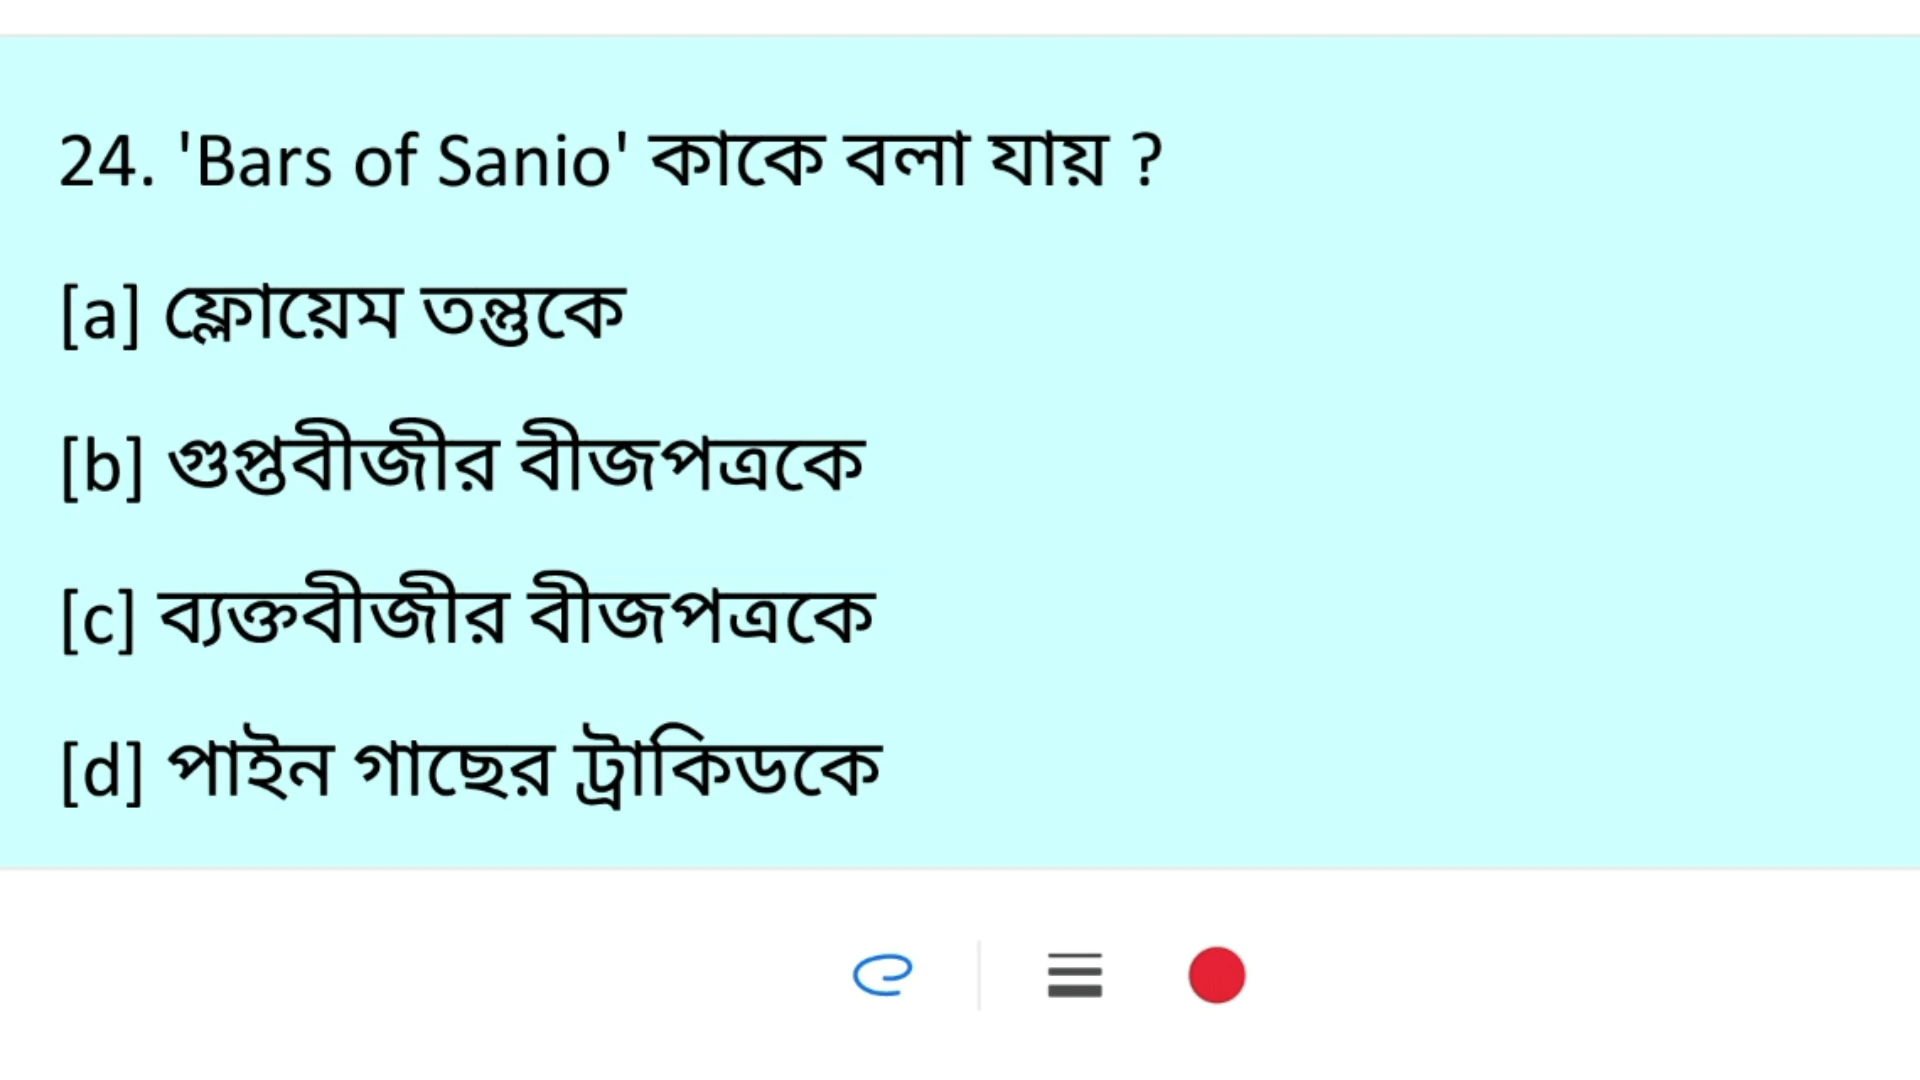 24. 'Bars of Sanio' কাকে বলা যায় ?
[a] ফ্লোয়েম তন্তুকে
[b] গুপ্তবীজীর বীজপত্রকে
[c] ব্যক্তবীজীর বীজপত্রকে
[d] পাইন গাছের ট্রাকিডকে